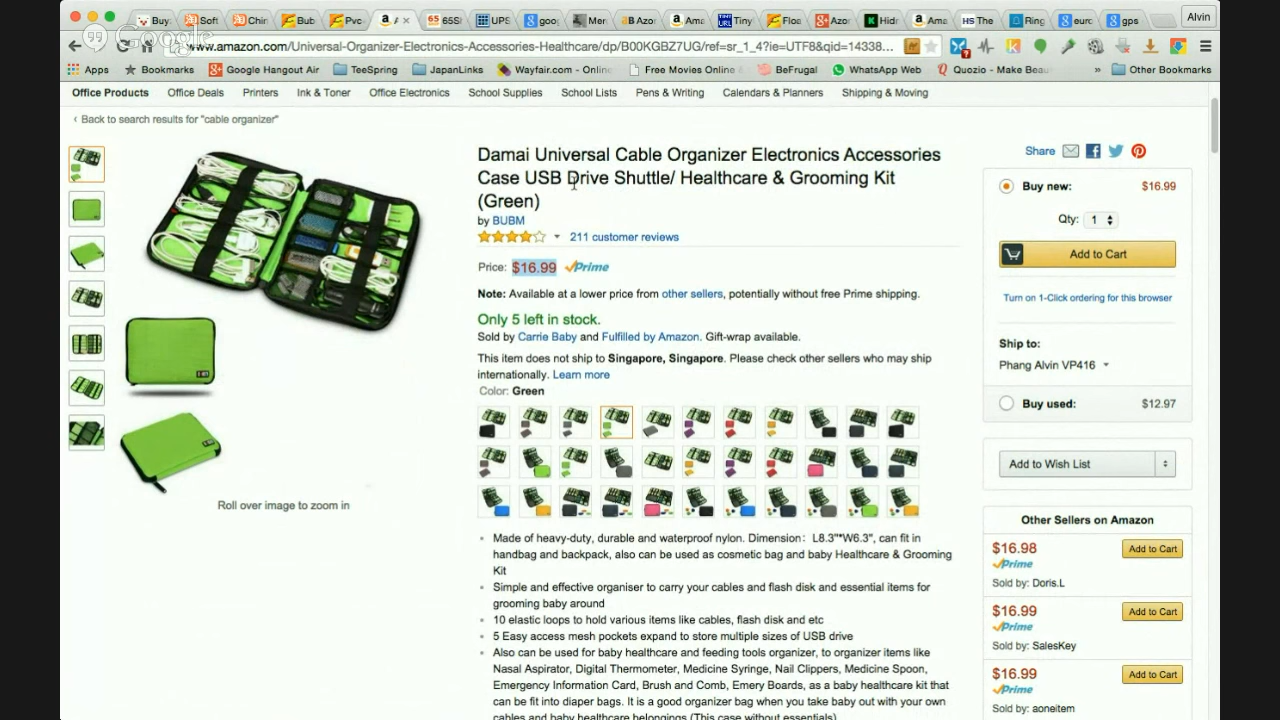 Buy
Soft
Chin
Bub
Pvc
A
65 6SS
UPS
goo
Mer
aB Azor
Ama
TINY URL Tiny
Floa
Azor
K Hid
Ama
HS The
Ring
eurc
gps
Alvin
Google
www.amazon.com/Universal-Organizer-Electronics-Accessories-Healthcare/dp/B00KGBZ7UG/ref=sr_1_4?ie=UTF8&qid=14338...
Apps
Bookmarks
Google Hangout Air
TeeSpring
JapanLinks
Wayfair.com - Online
Free Movies Online
BeFrugal
WhatsApp Web
Quozio - Make Beau
»
Other Bookmarks
Office Products
Office Deals
Printers
Ink & Toner
Office Electronics
School Supplies
School Lists
Pens & Writing
Calendars & Planners
Shipping & Moving
‹ Back to search results for "cable organizer"
Damai Universal Cable Organizer Electronics Accessories
Case USB Drive Shuttle/ Healthcare & Grooming Kit
(Green)
by BUBM
211 customer reviews
Price: $16.99 Prime
Note: Available at a lower price from other sellers, potentially without free Prime shipping.
Only 5 left in stock.
Sold by Carrie Baby and Fulfilled by Amazon. Gift-wrap available.
This item does not ship to Singapore, Singapore. Please check other sellers who may ship
internationally. Learn more
Color: Green
Roll over image to zoom in
• Made of heavy-duty, durable and waterproof nylon. Dimension: L8.3"*W6.3", can fit in
handbag and backpack, also can be used as cosmetic bag and baby Healthcare & Grooming
Kit
• Simple and effective organiser to carry your cables and flash disk and essential items for
grooming baby around
• 10 elastic loops to hold various items like cables, flash disk and etc
• 5 Easy access mesh pockets expand to store multiple sizes of USB drive
• Also can be used for baby healthcare and feeding tools organizer, to organizer items like
Nasal Aspirator, Digital Thermometer, Medicine Syringe, Nail Clippers, Medicine Spoon,
Emergency Information Card, Brush and Comb, Emery Boards, as a baby healthcare kit that
can be fit into diaper bags. It is a good organizer bag when you take baby out with your own
cables and baby healthcare belongings (This case without essentials)
Share
Buy new: $16.99
Qty: 1
Add to Cart
Turn on 1-Click ordering for this browser
Ship to:
Phang Alvin VP416
Buy used: $12.97
Add to Wish List
Other Sellers on Amazon
$16.98 Add to Cart
Prime
Sold by: Doris.L
$16.99 Add to Cart
Prime
Sold by: SalesKey
$16.99 Add to Cart
Prime
Sold by: aoneitem